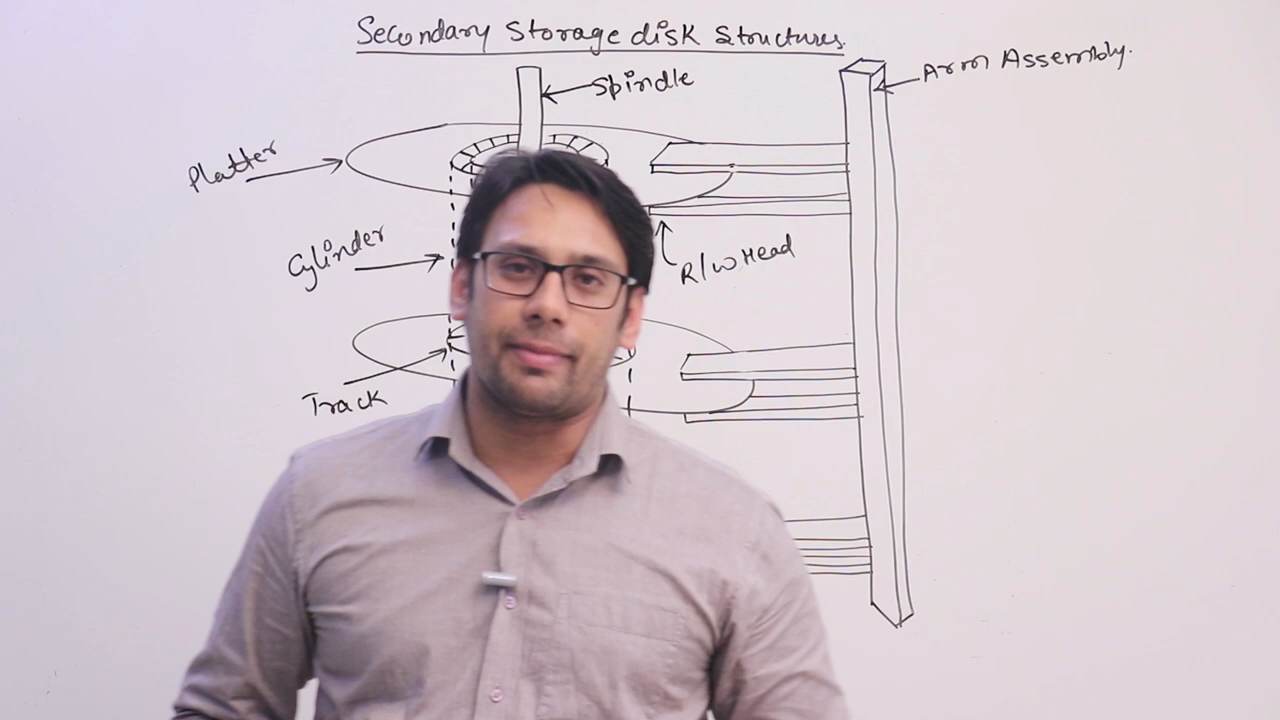 Secondary Storage disk Structures.
Spindle
Arm Assembly.
Platter
Cylinder
R/W Head
Track